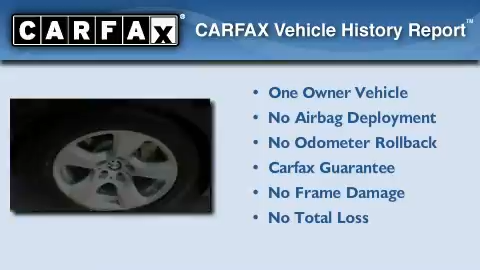 CARFAX® CARFAX Vehicle History Report™
• One Owner Vehicle
• No Airbag Deployment
• No Odometer Rollback
• Carfax Guarantee
• No Frame Damage
• No Total Loss